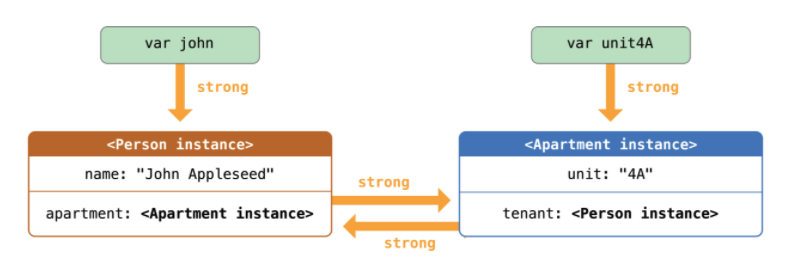 var john
var unit4A
strong
strong
<Person instance>
name: "John Appleseed"
apartment: <Apartment instance>
strong
strong
<Apartment instance>
unit: "4A"
tenant: <Person instance>